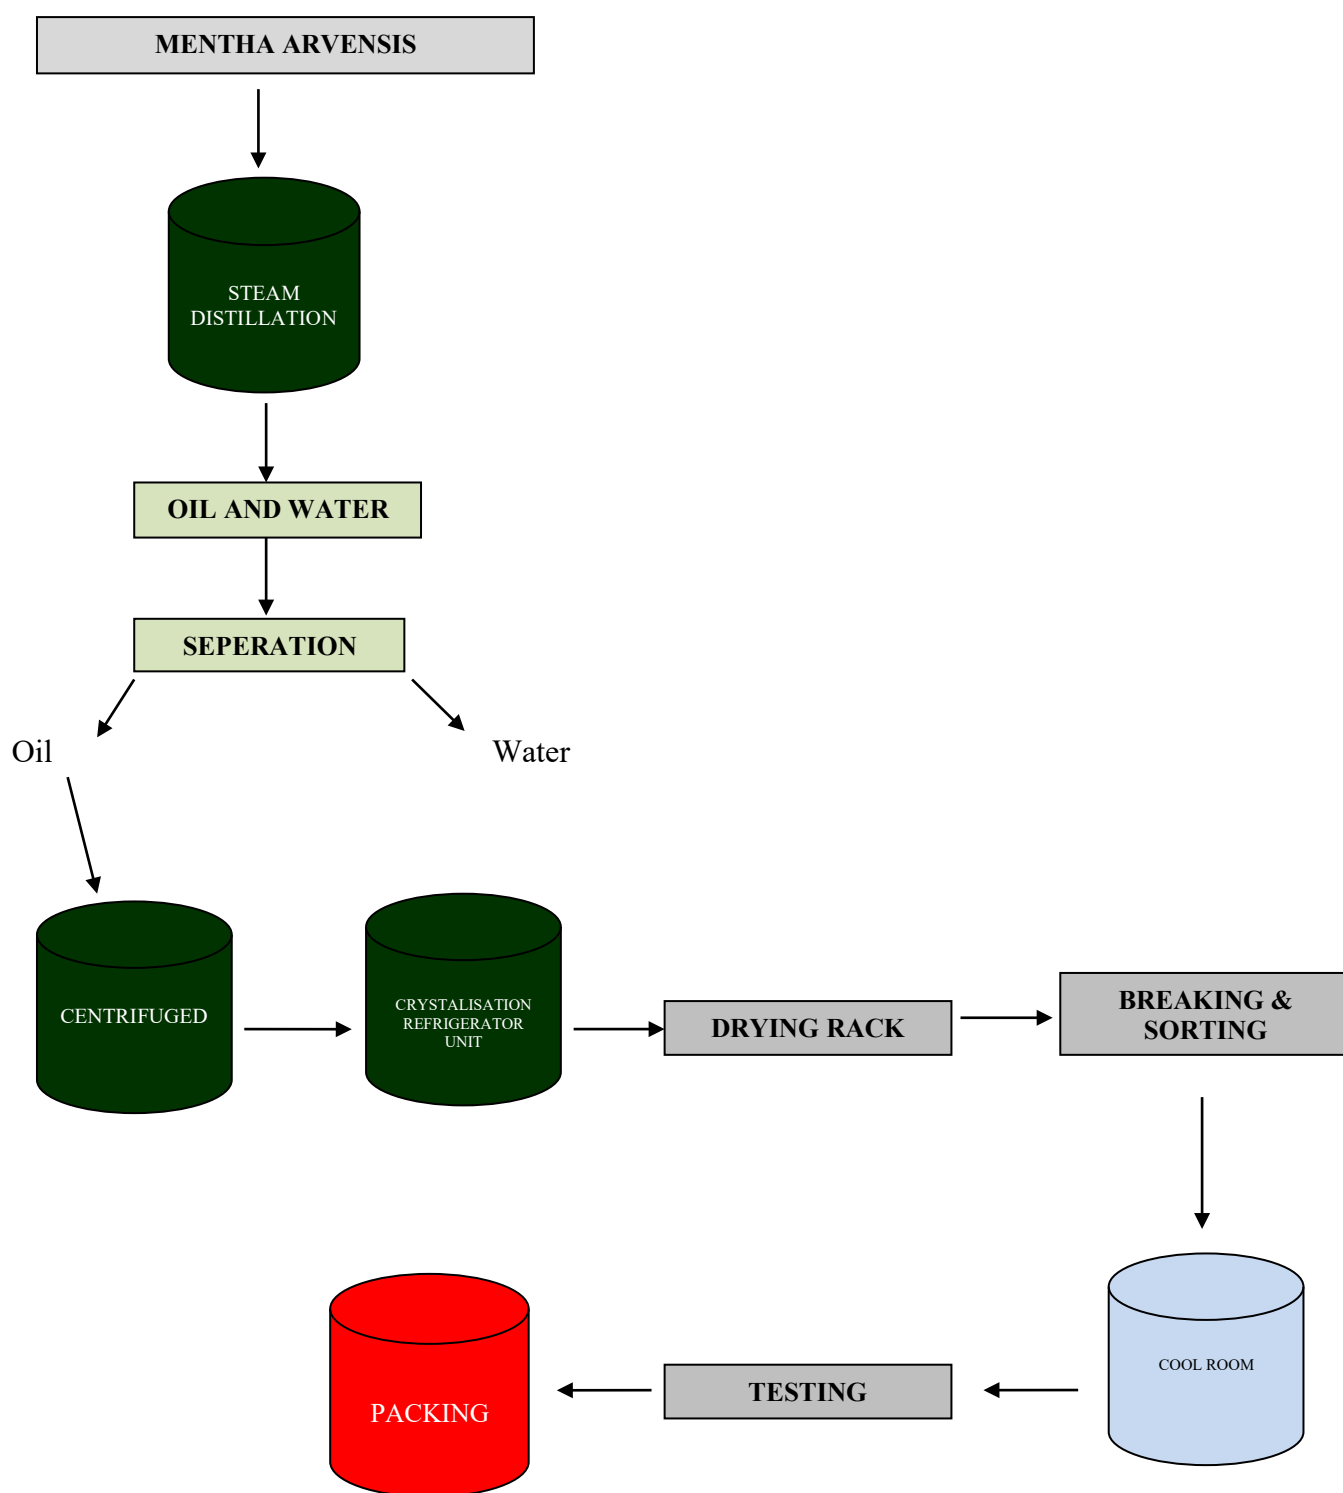 MENTHA ARVENSIS
STEAM
DISTILLATION
OIL AND WATER
SEPERATION
Oil
Water
CENTRIFUGED
CRYSTALISATION
REFRIGERATOR
UNIT
DRYING RACK
BREAKING &
SORTING
COOL ROOM
TESTING
PACKING